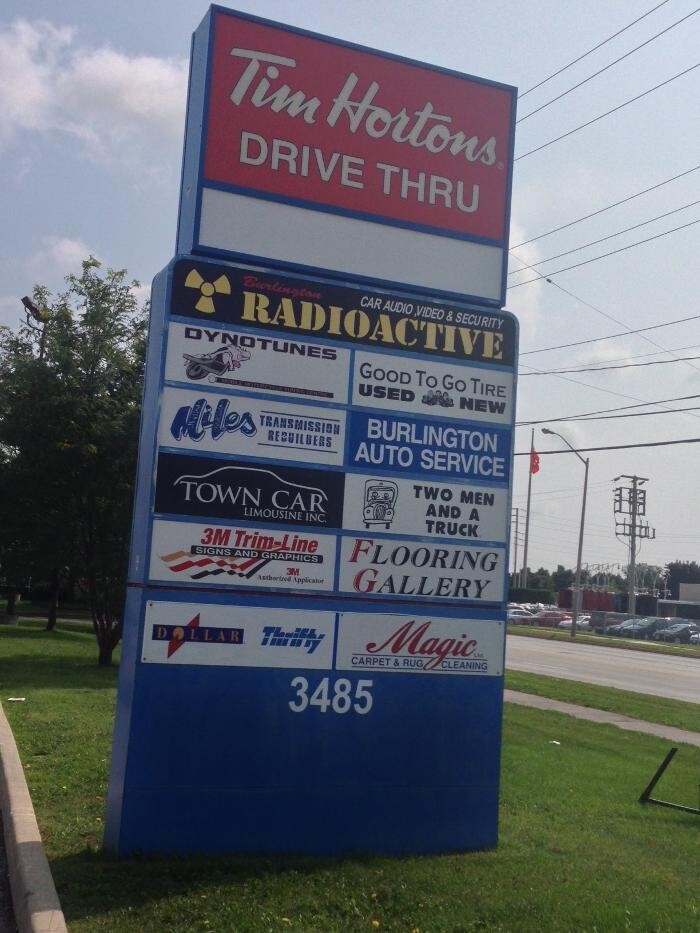 Tim Hortons
DRIVE THRU
Burlington
RADIOACTIVE
CAR AUDIO, VIDEO & SECURITY
DYNOTUNES
GOOD TO GO TIRE
USED NEW
Miles TRANSMISSION
REBUILDERS
BURLINGTON
AUTO SERVICE
TOWN CAR
LIMOUSINE INC.
TWO MEN
AND A
TRUCK
3M Trim-Line
SIGNS AND GRAPHICS
3M
Authorized Applicator
FLOORING
GALLERY
DOLLAR
Thrifty
Magic LTD.
CARPET & RUG CLEANING
3485